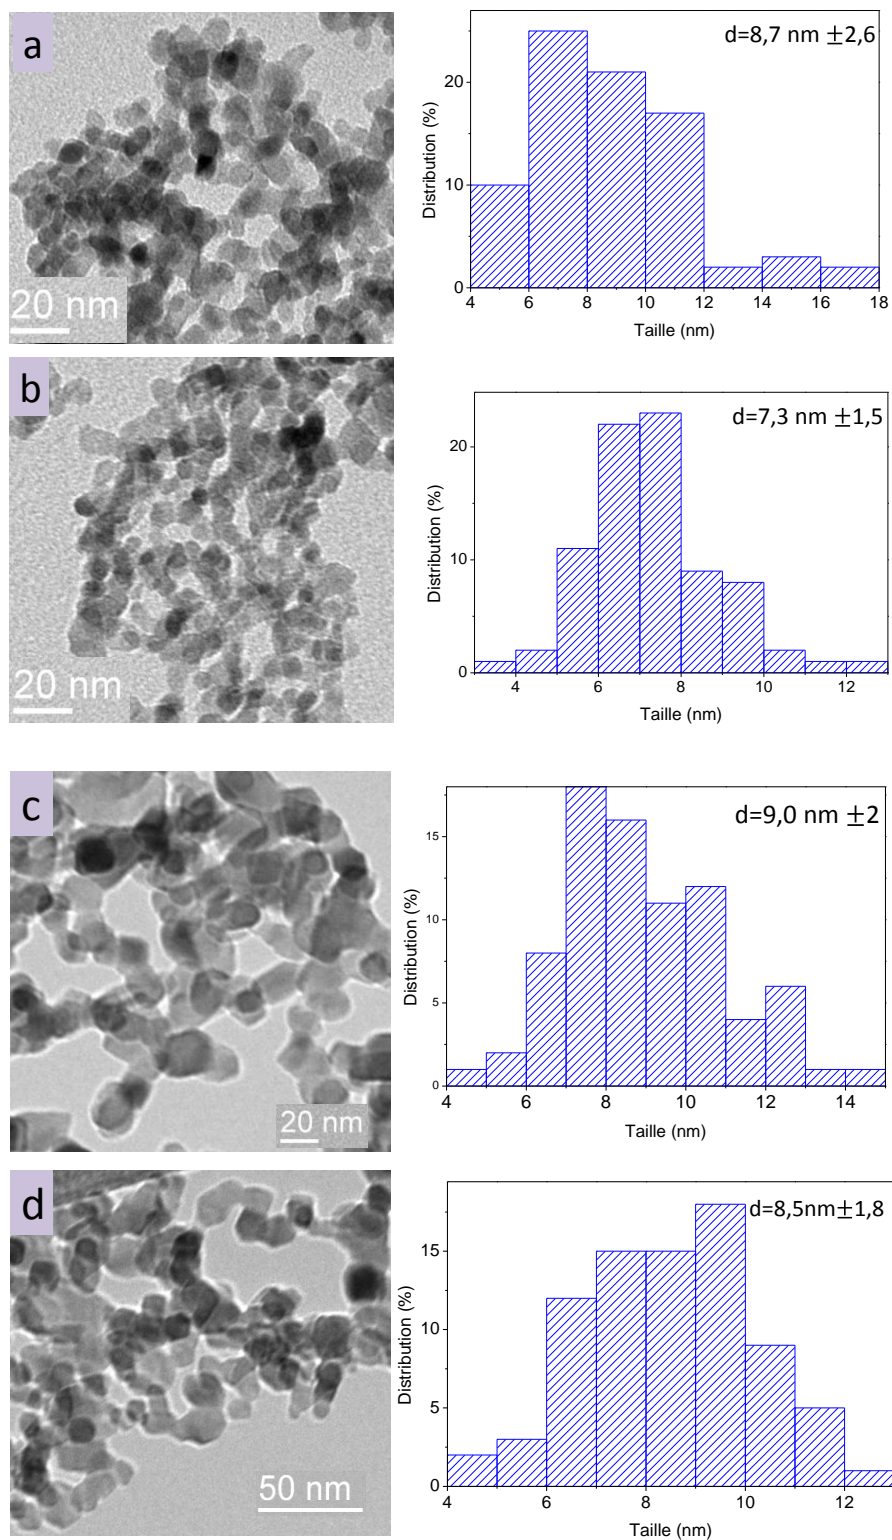 a
20 nm
d=8,7 nm ±2,6
Distribution (%)
20
10
0
4 6 8 10 12 14 16 18
Taille (nm)
b
20 nm
d=7,3 nm ±1,5
Distribution (%)
20
10
0
4 6 8 10 12
Taille (nm)
c
20 nm
d=9,0 nm ±2
Distribution (%)
15
10
5
0
4 6 8 10 12 14
Taille (nm)
d
50 nm
d=8,5nm±1,8
Distribution (%)
15
10
5
0
4 6 8 10 12
Taille (nm)